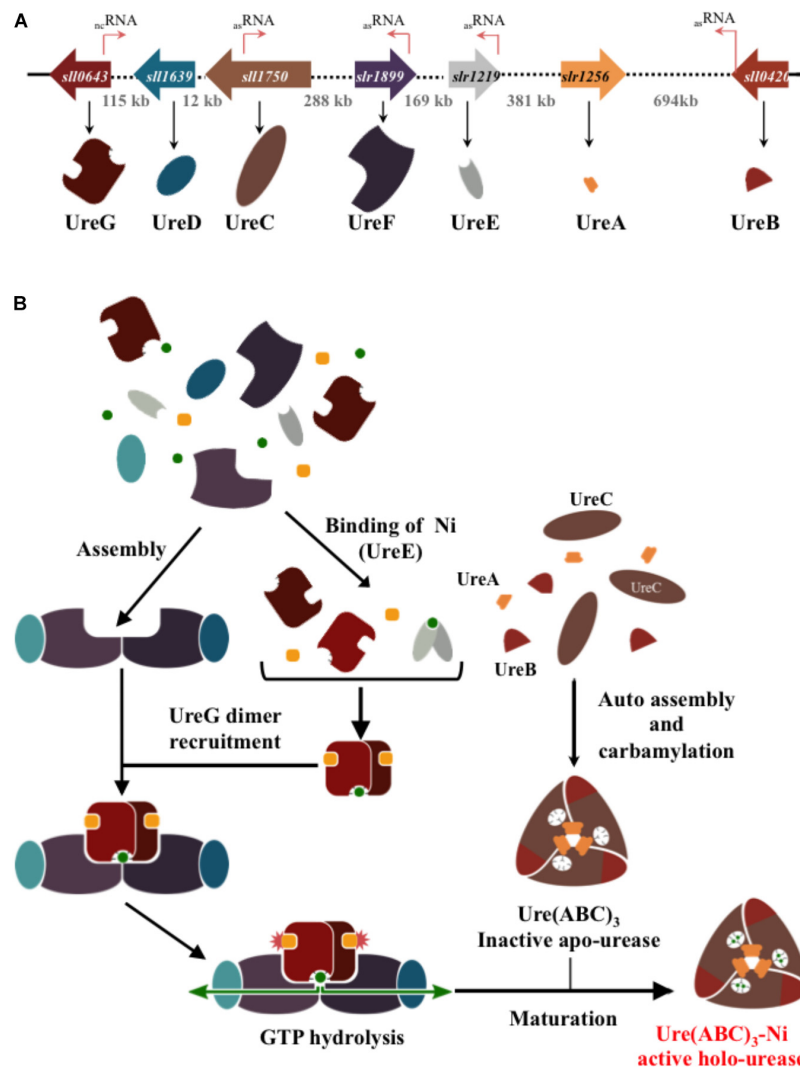 A
ncRNA asRNA asRNA asRNA asRNA
sll0643 sll1639 sll1750 slr1899 slr1219 slr1256 sll0420
115 kb 12 kb 288 kb 169 kb 381 kb 694kb
UreG UreD UreC UreF UreE UreA UreB
B
UreC
Binding of Ni
(UreE)
Assembly
UreA
UreC
UreB
UreG dimer
recruitment
Auto assembly
and
carbamylation
Ure(ABC)3
Inactive apo-urease
GTP hydrolysis
Maturation
Ure(ABC)3-Ni
active holo-urease